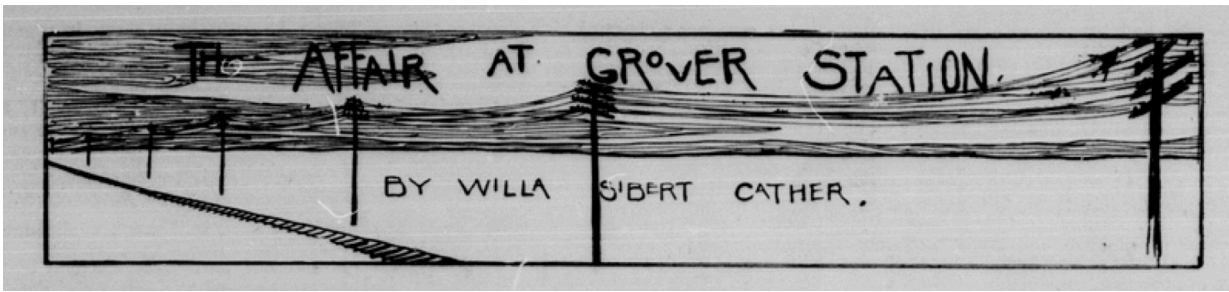 THE AFFAIR AT GROVER STATION.
BY WILLA SIBERT CATHER.